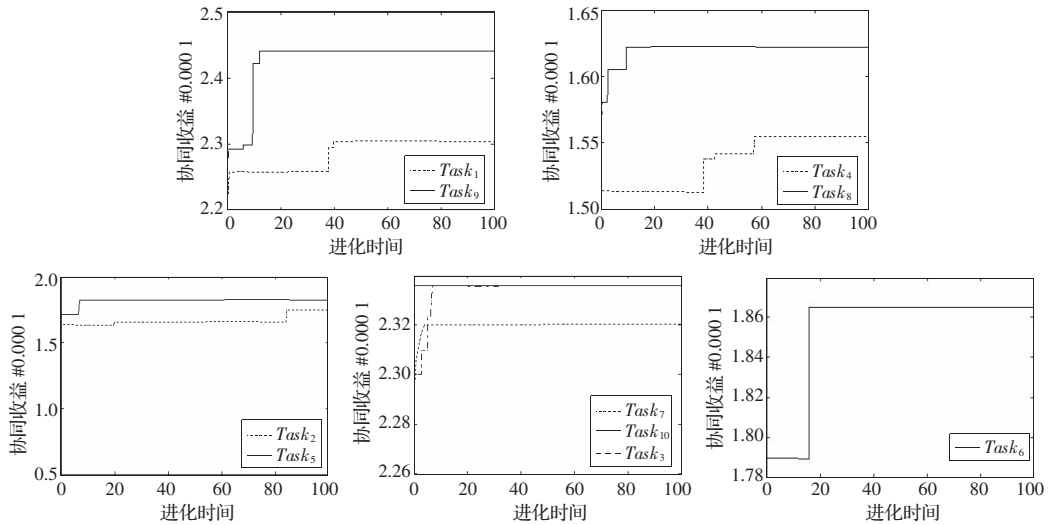 2.5
2.4
2.3
2.2
0 20 40 60 80 100
协同收益 #0.000 1
进化时间
Task1
Task9
1.65
1.60
1.55
1.50
0 20 40 60 80 100
协同收益 #0.000 1
进化时间
Task4
Task8
2.0
1.5
1.0
0.5
0 20 40 60 80 100
协同收益 #0.000 1
进化时间
Task2
Task5
2.32
2.30
2.28
2.26
0 20 40 60 80 100
协同收益 #0.000 1
进化时间
Task7
Task10
Task3
1.86
1.84
1.82
1.80
1.79
1.78
0 20 40 60 80 100
协同收益 #0.000 1
进化时间
Task6